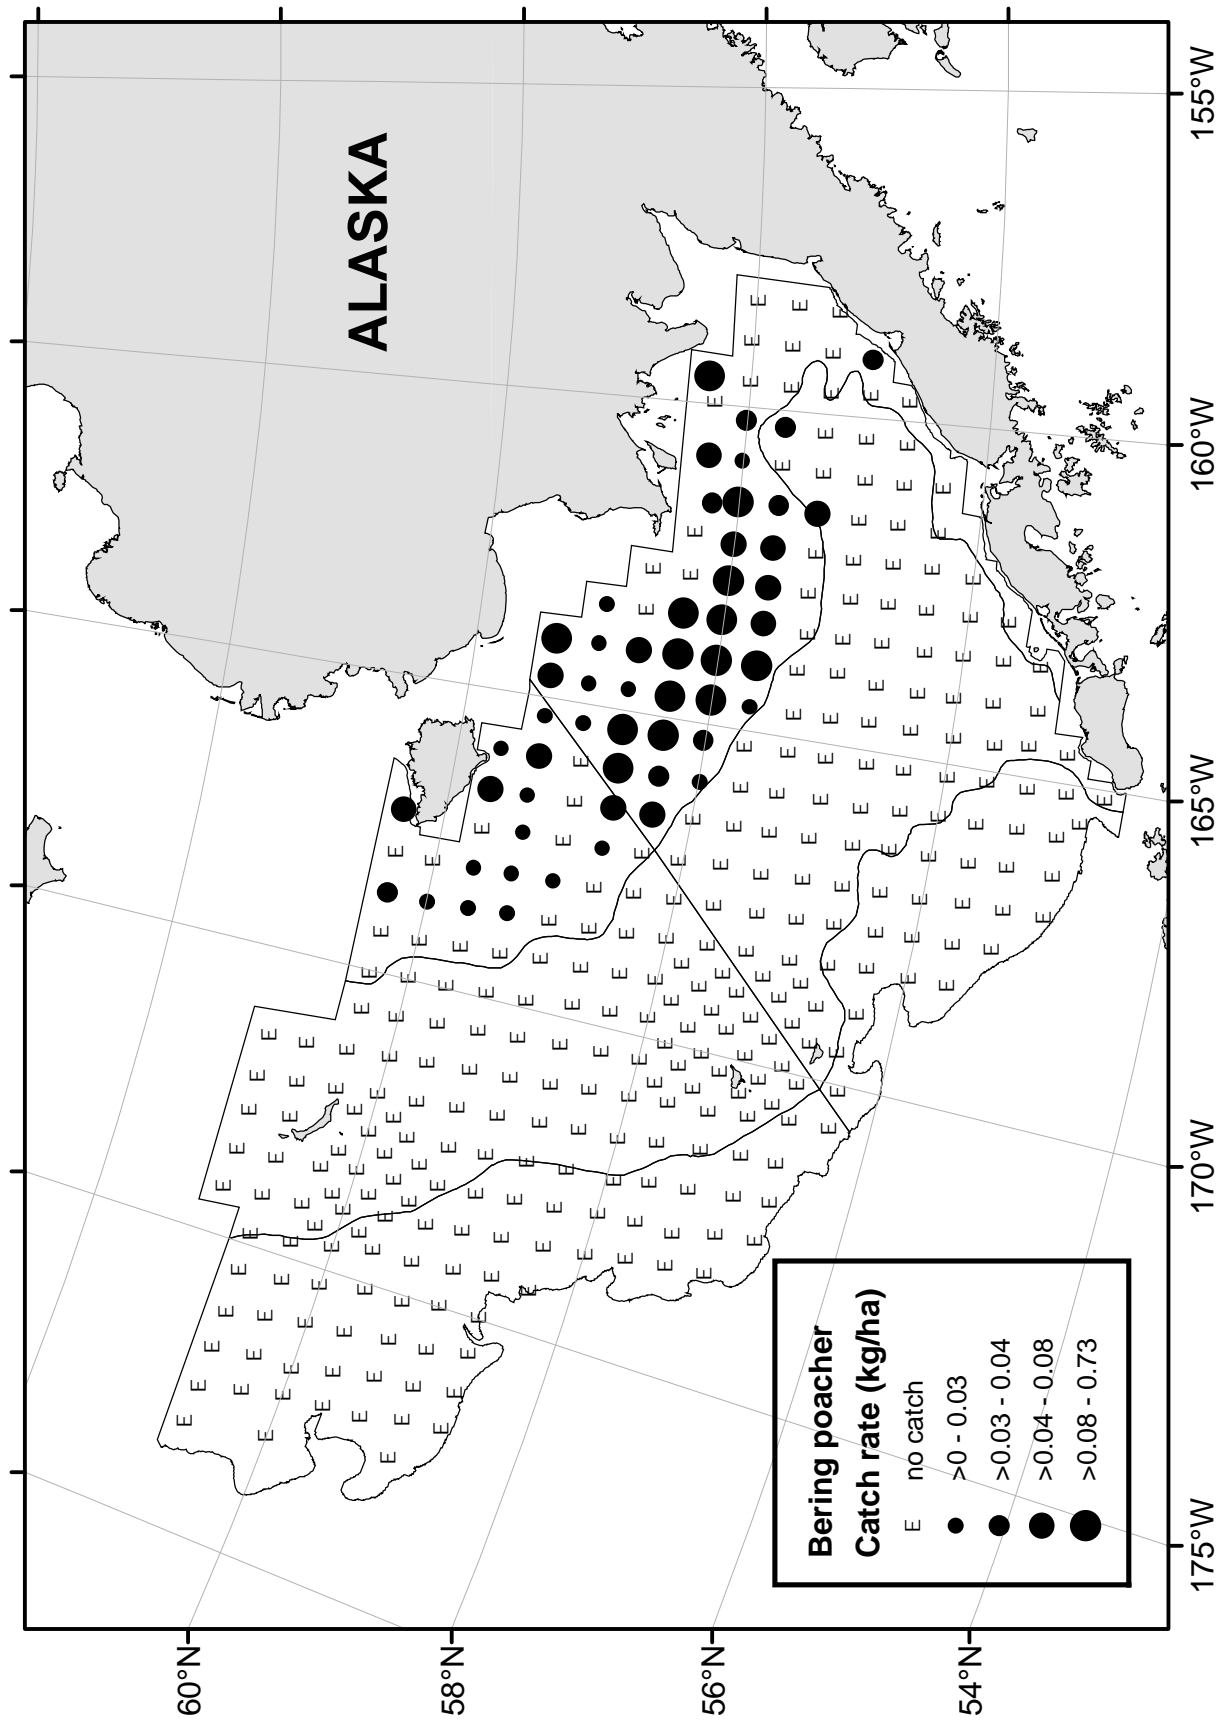 ALASKA
60°N
58°N
56°N
54°N
175°W
170°W
165°W
160°W
155°W
Bering poacher
Catch rate (kg/ha)
E no catch
>0 - 0.03
>0.03 - 0.04
>0.04 - 0.08
>0.08 - 0.73